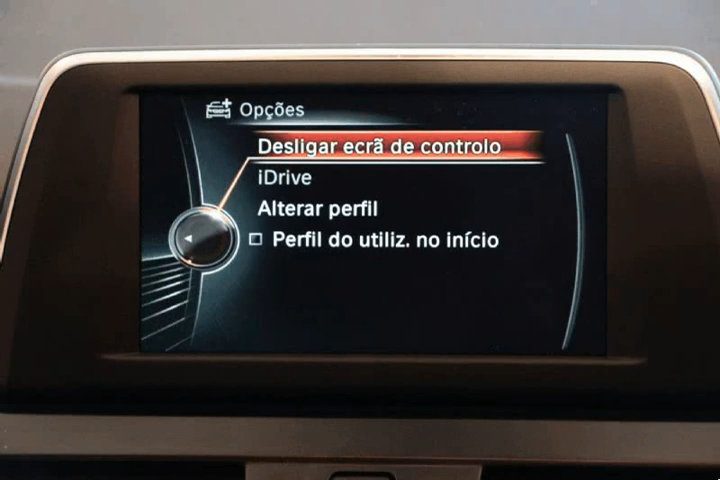 Opções
Desligar ecrã de controlo
iDrive
Alterar perfil
Perfil do utiliz. no início